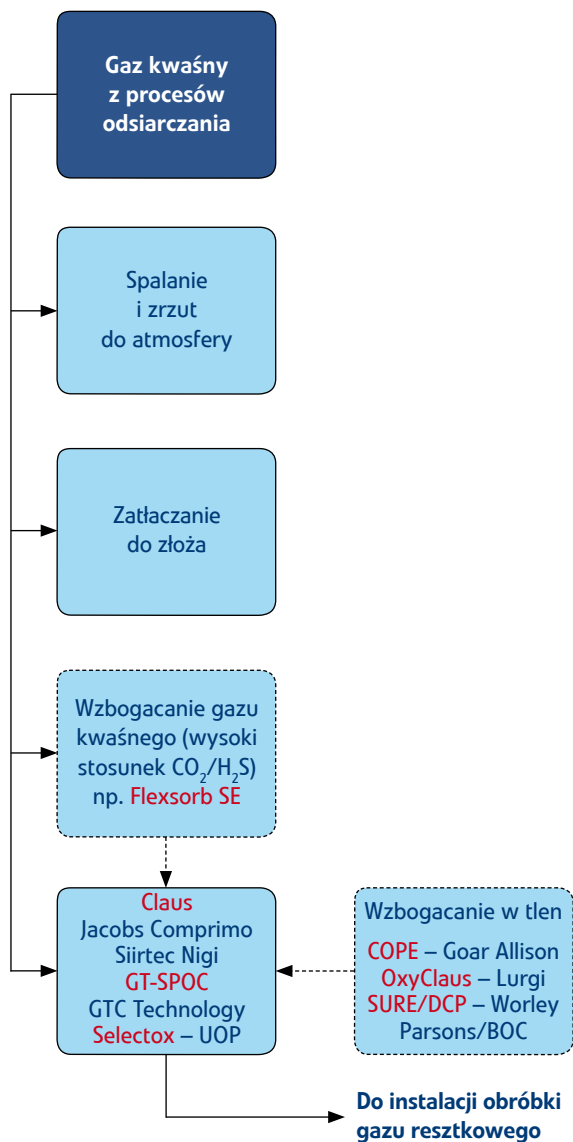 Gaz kwaśny
z procesów
odsiarczania
Spalanie
i zrzut
do atmosfery
Zatłaczanie
do złoża
Wzbogacanie gazu
kwaśnego (wysoki
stosunek CO₂/H₂S)
np. Flexsorb SE
Claus
Jacobs Comprimo
Siirtec Nigi
GT-SPOC
GTC Technology
Selectox – UOP
Wzbogacanie w tlen
COPE – Goar Allison
OxyClaus – Lurgi
SURE/DCP – Worley
Parsons/BOC
Do instalacji obróbki
gazu resztkowego